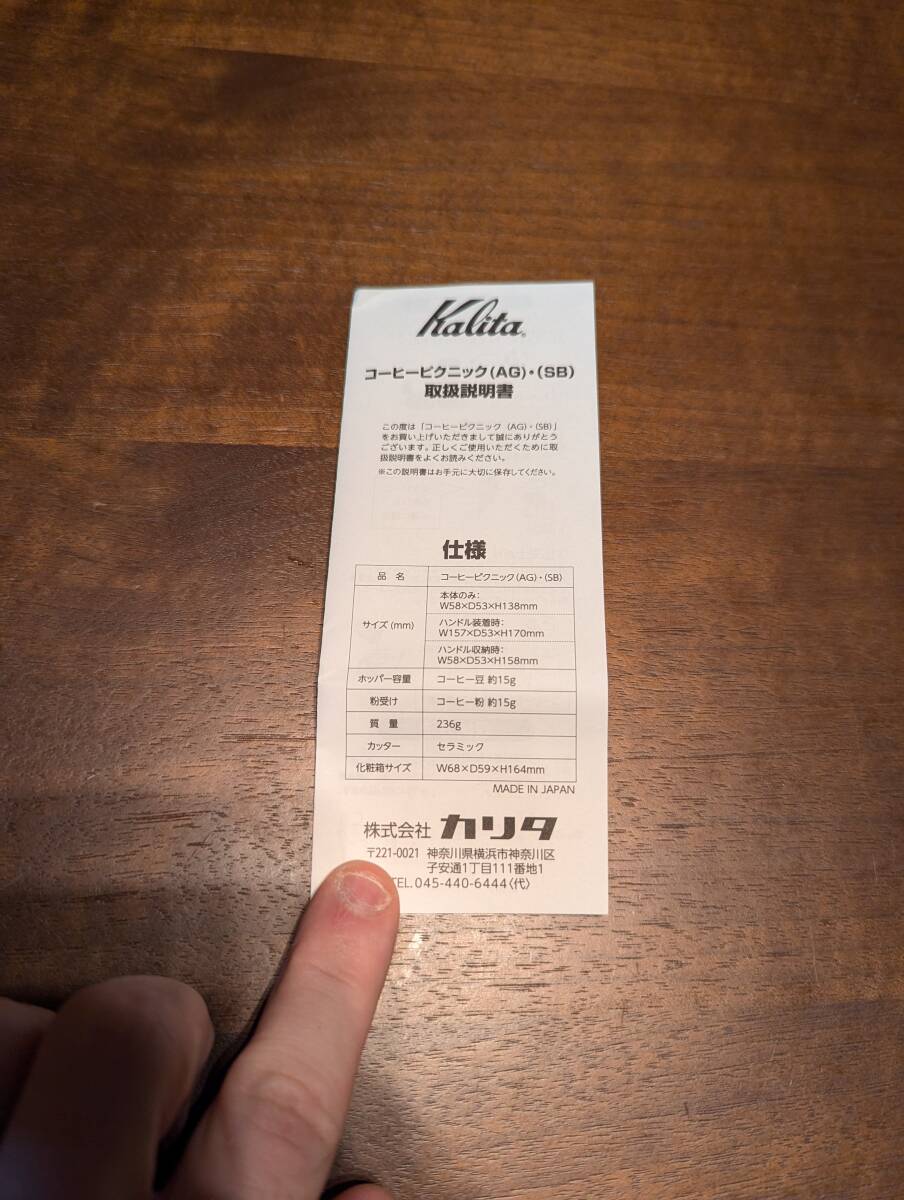 Kalita®
コーヒーピクニック(AG)・(SB)
取扱説明書
この度は「コーヒーピクニック (AG)・(SB)」
をお買い上げいただきまして誠にありがとう
ございます。正しくご使用いただくために取
扱説明書をよくお読みください。
※この説明書はお手元に大切に保存してください。
仕様
品 名 コーヒーピクニック(AG)・(SB)
サイズ (mm) 本体のみ:
W58×D53×H138mm
ハンドル装着時:
W157×D53×H170mm
ハンドル収納時:
W58×D53×H158mm
ホッパー容量 コーヒー豆 約15g
粉受け コーヒー粉 約15g
質 量 236g
カッター セラミック
化粧箱サイズ W68×D59×H164mm
MADE IN JAPAN
株式会社 カリタ
〒221-0021 神奈川県横浜市神奈川区
子安通1丁目111番地1
TEL.045-440-6444〈代〉